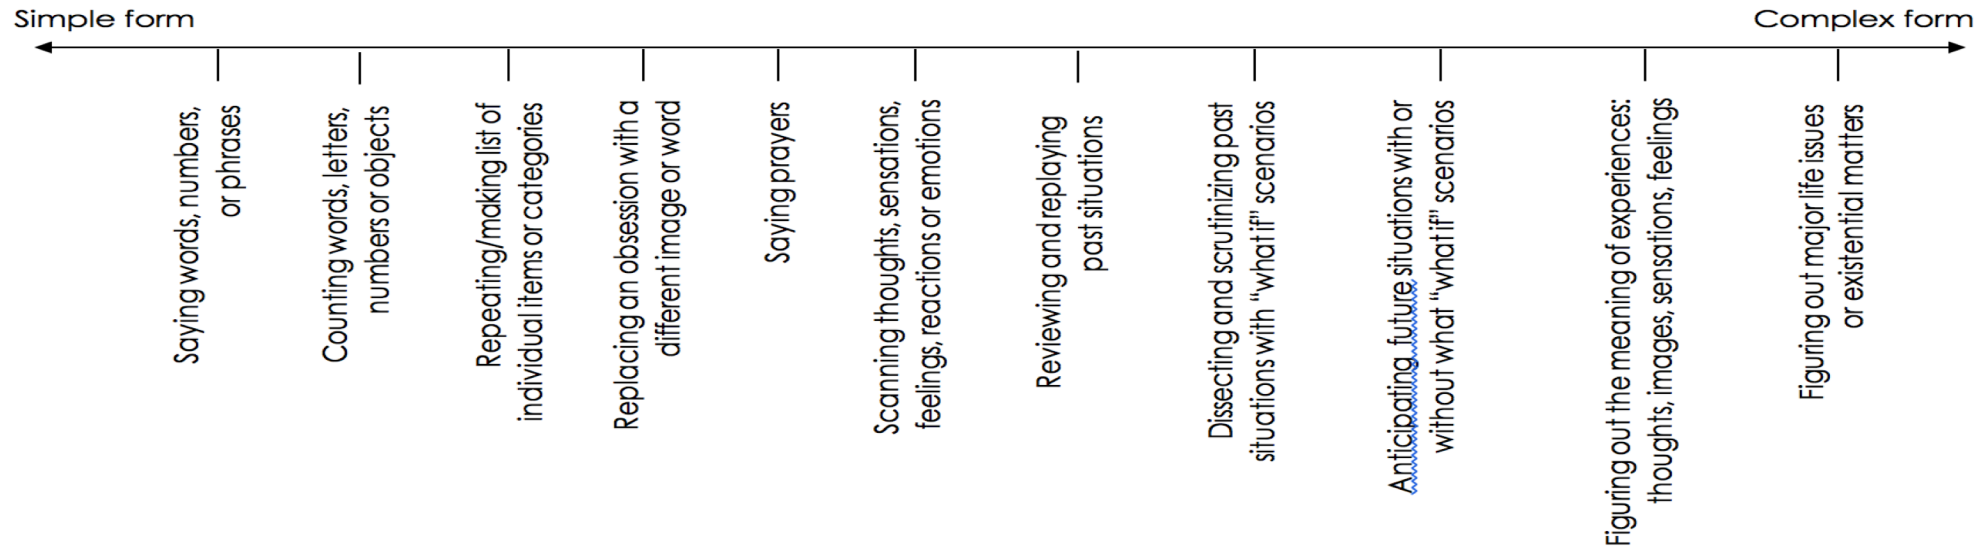 Simple form
Complex form
Saying words, numbers,
or phrases
Counting words, letters,
numbers or objects
Repeating/making list of
individual items or categories
Replacing an obsession with a
different image or word
Saying prayers
Scanning thoughts, sensations,
feelings, reactions or emotions
Reviewing and replaying
past situations
Dissecting and scrutinizing past
situations with “what if” scenarios
Anticipating future situations with or
without what “what if” scenarios
Figuring out the meaning of experiences:
thoughts, images, sensations, feelings
Figuring out major life issues
or existential matters